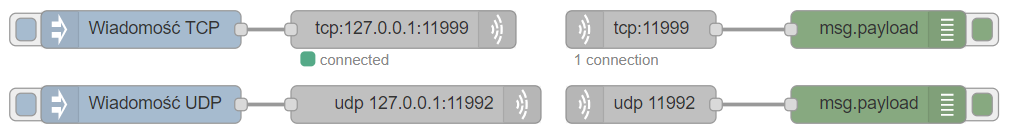 Wiadomość TCP
tcp:127.0.0.1:11999
connected
tcp:11999
1 connection
msg.payload
Wiadomość UDP
udp 127.0.0.1:11992
udp 11992
msg.payload